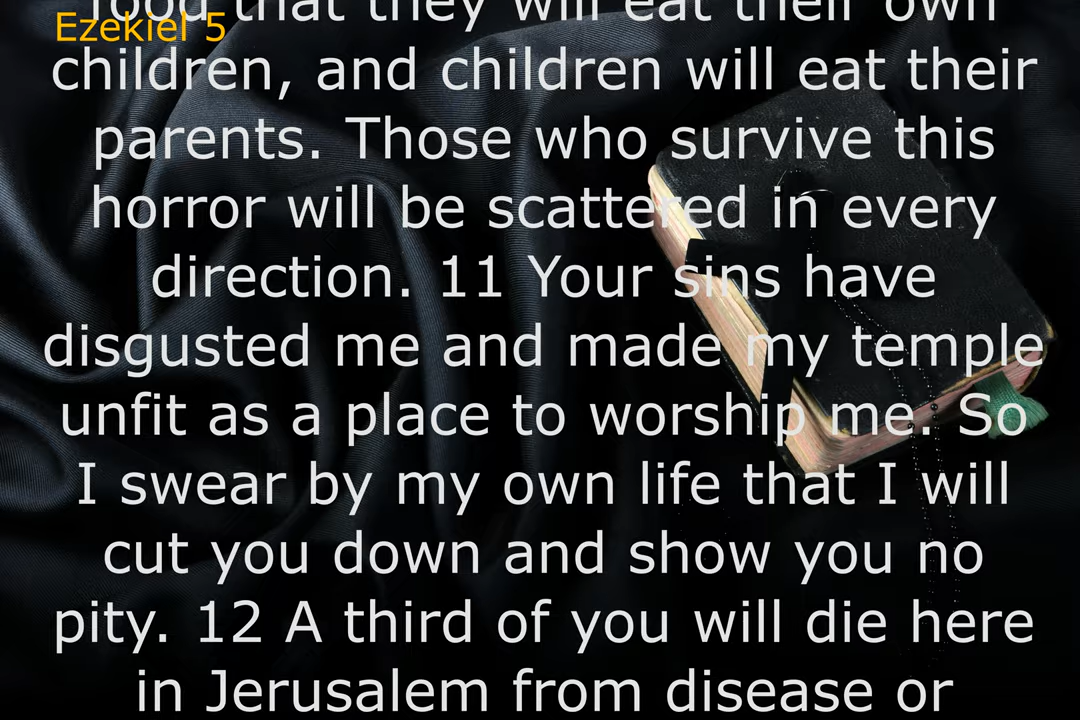 Ezekiel 5
food that they will eat their own
children, and children will eat their
parents. Those who survive this
horror will be scattered in every
direction. 11 Your sins have
disgusted me and made my temple
unfit as a place to worship me. So
I swear by my own life that I will
cut you down and show you no
pity. 12 A third of you will die here
in Jerusalem from disease or